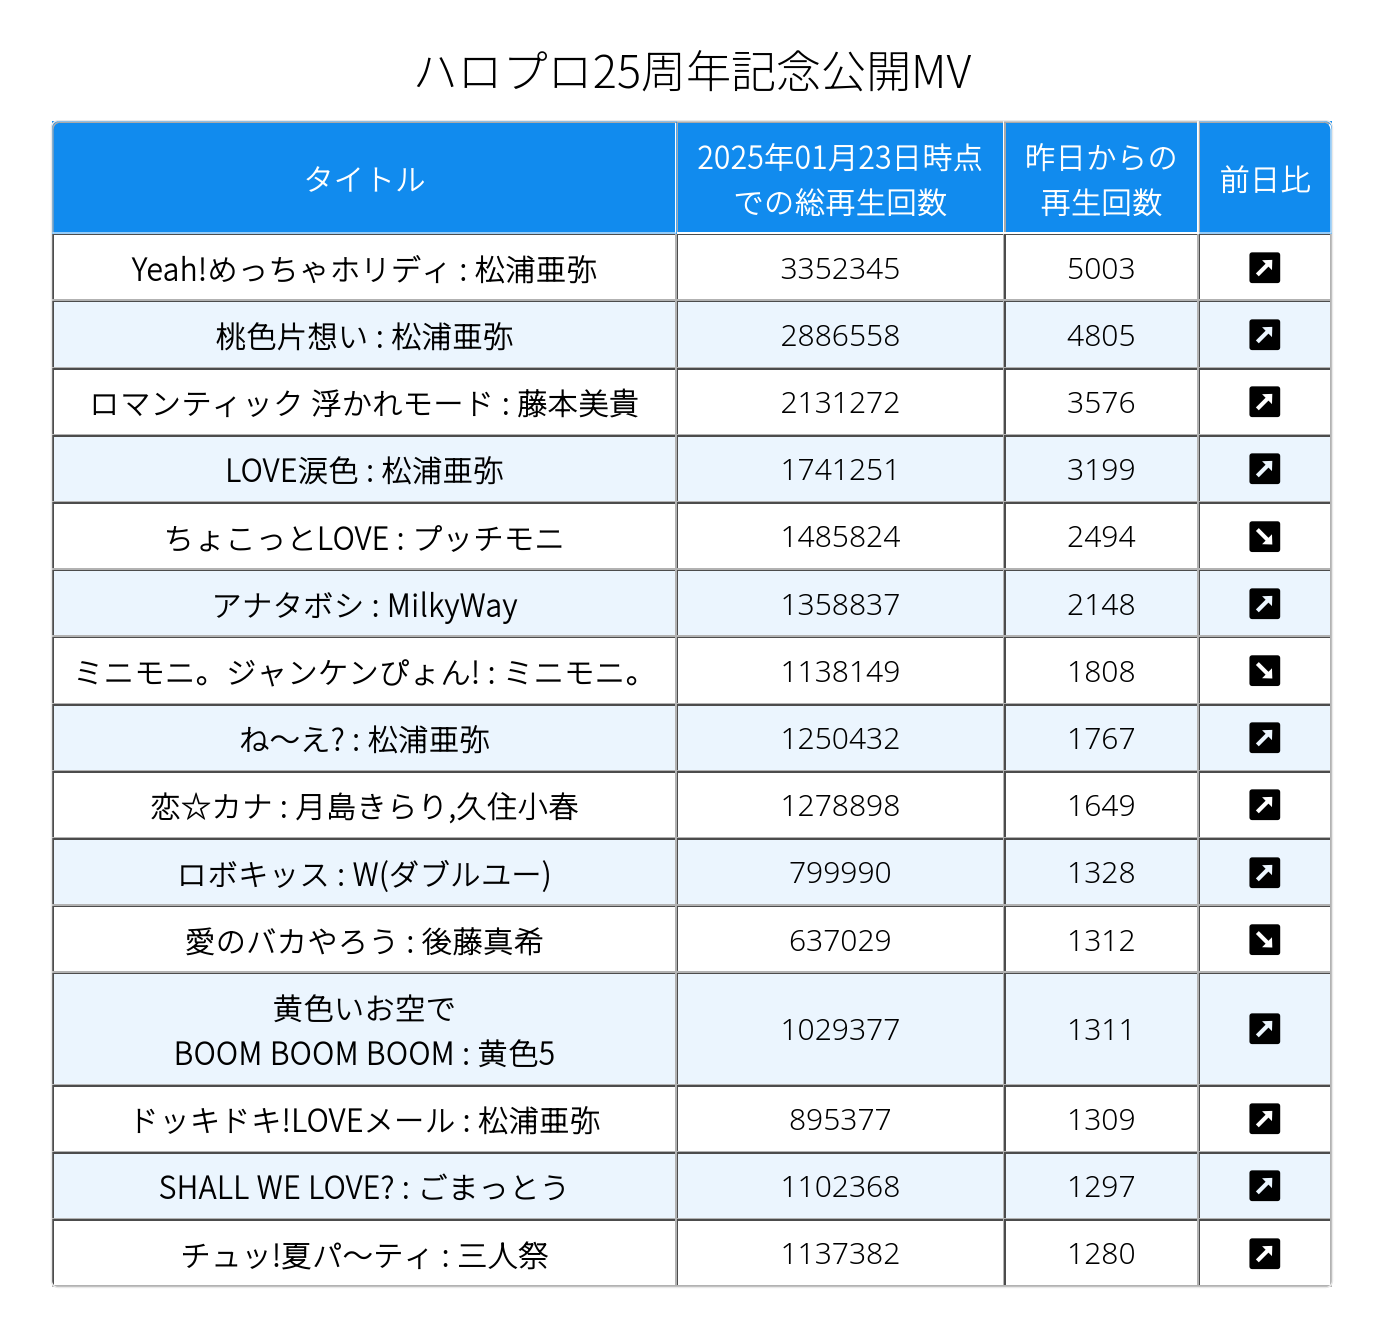 ハロプロ25周年記念公開MV
タイトル 2025年01月23日時点での総再生回数 昨日からの再生回数 前日比
Yeah!めっちゃホリディ : 松浦亜弥 3352345 5003 ↗
桃色片想い : 松浦亜弥 2886558 4805 ↗
ロマンティック 浮かれモード : 藤本美貴 2131272 3576 ↗
LOVE涙色 : 松浦亜弥 1741251 3199 ↗
ちょこっとLOVE : プッチモニ 1485824 2494 ↘
アナタボシ : MilkyWay 1358837 2148 ↗
ミニモニ。ジャンケンぴょん! : ミニモニ。 1138149 1808 ↘
ね〜え? : 松浦亜弥 1250432 1767 ↗
恋☆カナ : 月島きらり,久住小春 1278898 1649 ↗
ロボキッス : W(ダブルユー) 799990 1328 ↗
愛のバカやろう : 後藤真希 637029 1312 ↘
黄色いお空で
BOOM BOOM BOOM : 黄色5 1029377 1311 ↗
ドッキドキ!LOVEメール : 松浦亜弥 895377 1309 ↗
SHALL WE LOVE? : ごまっとう 1102368 1297 ↗
チュッ!夏パ〜ティ : 三人祭 1137382 1280 ↗